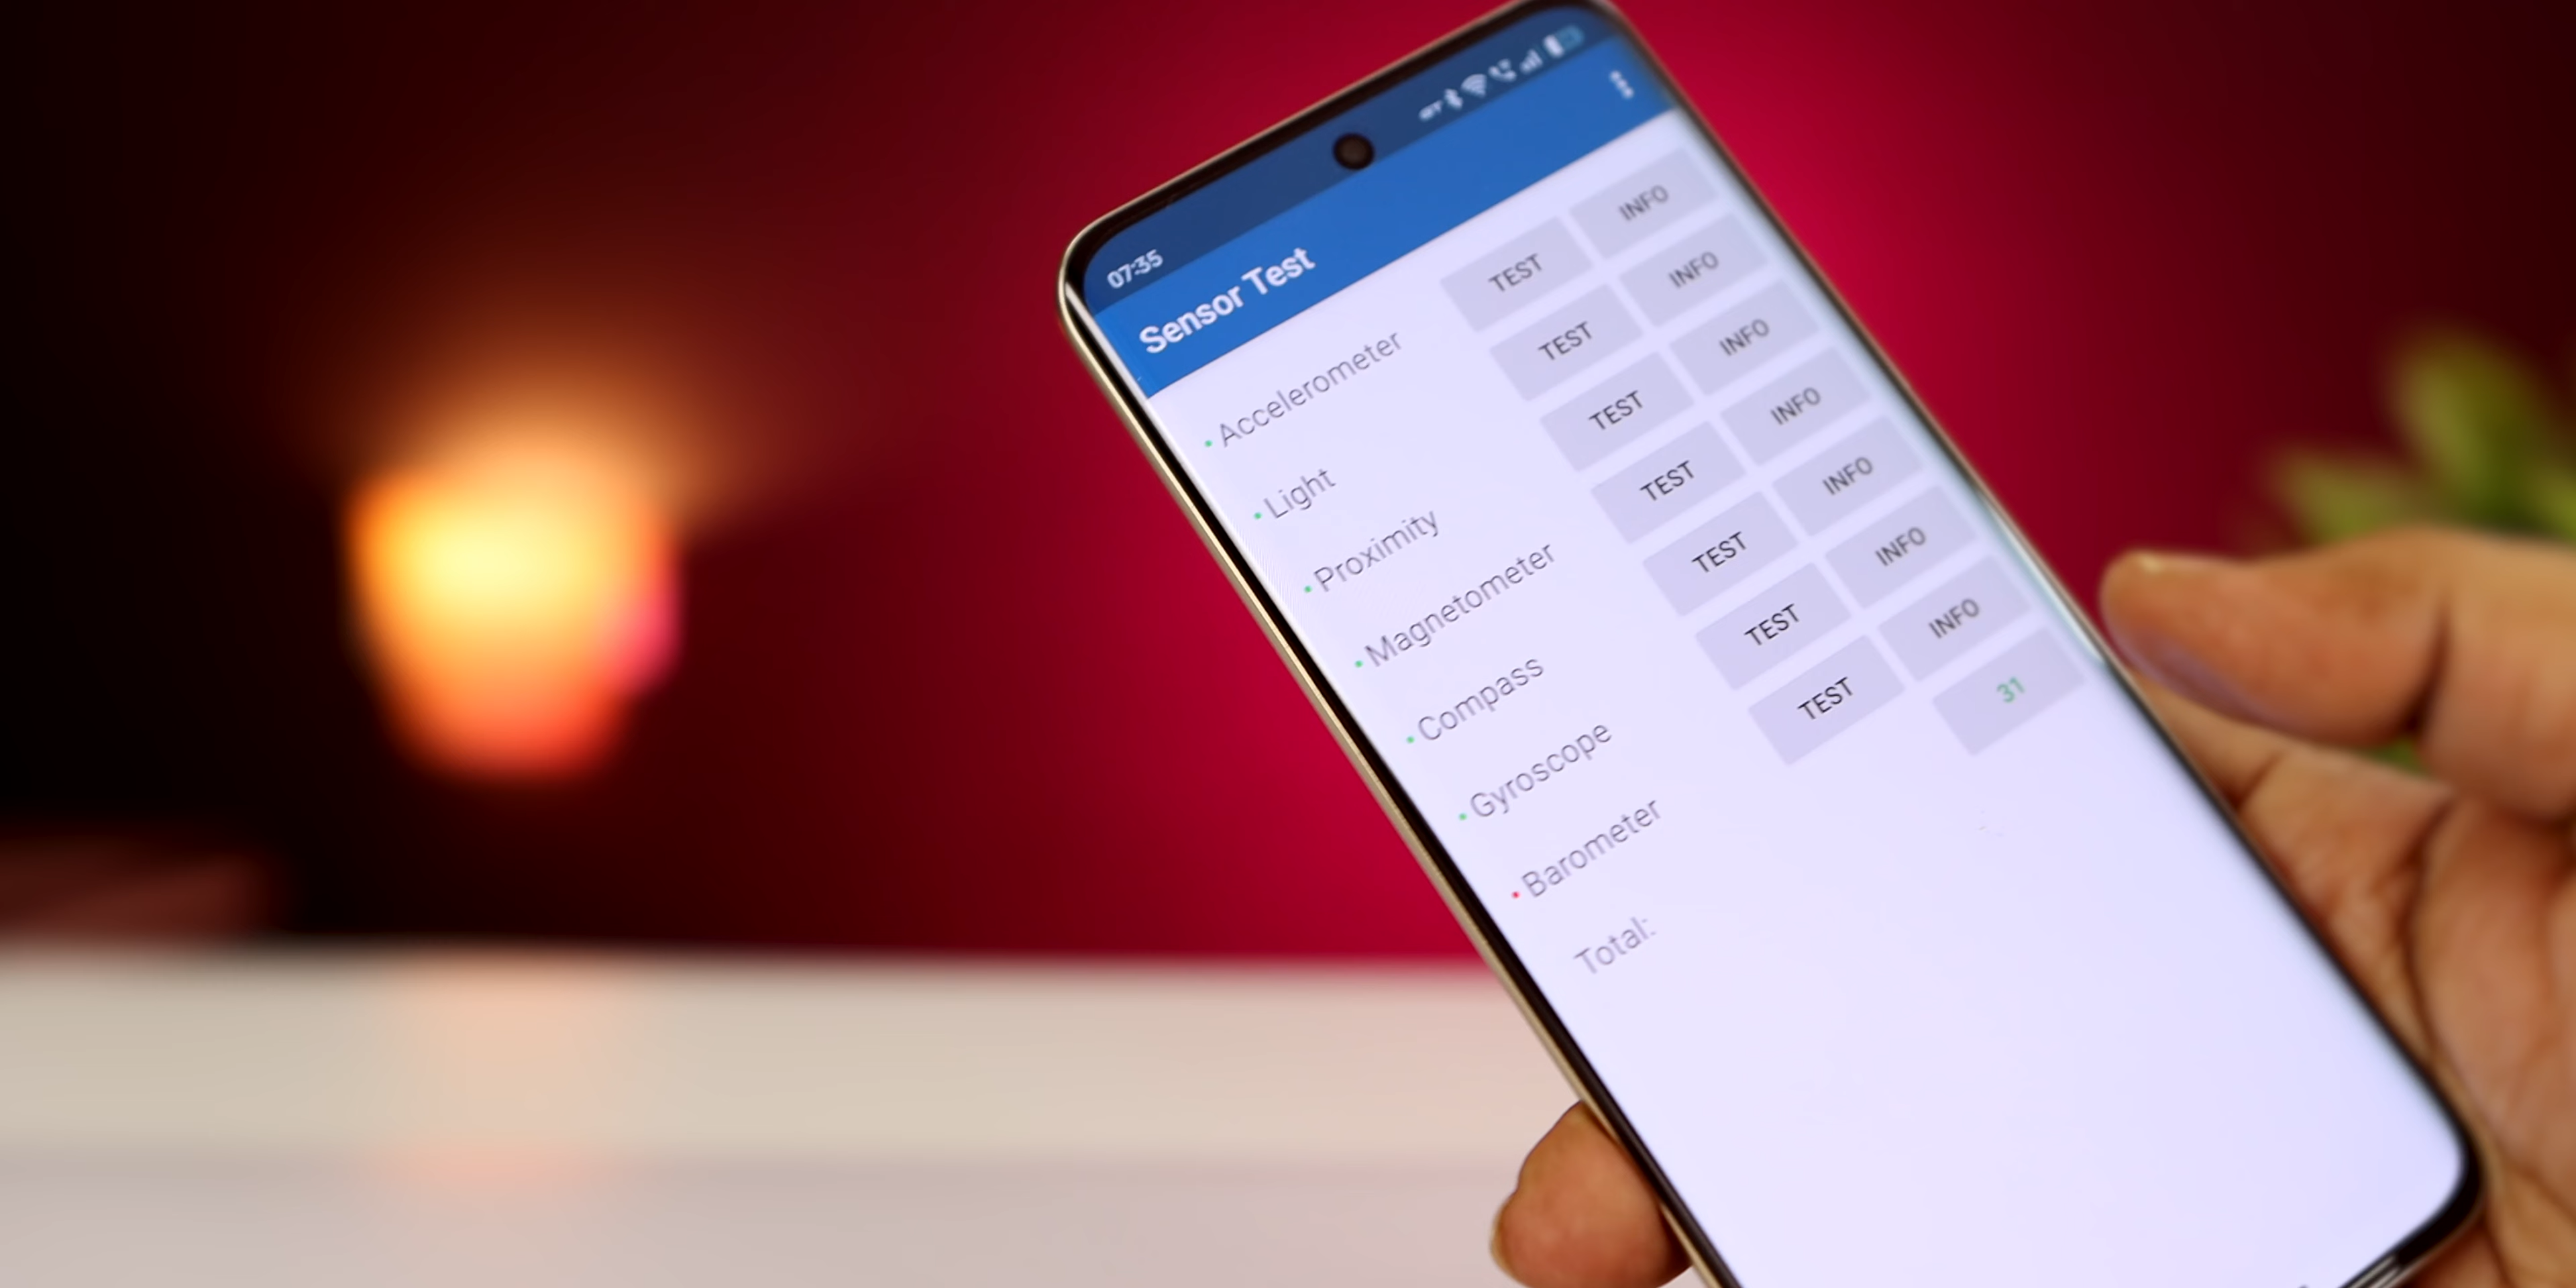 07:35
Sensor Test
Accelerometer TEST INFO
Light TEST INFO
Proximity TEST INFO
Magnetometer TEST INFO
Compass TEST INFO
Gyroscope TEST INFO
Barometer TEST INFO
Total: 31